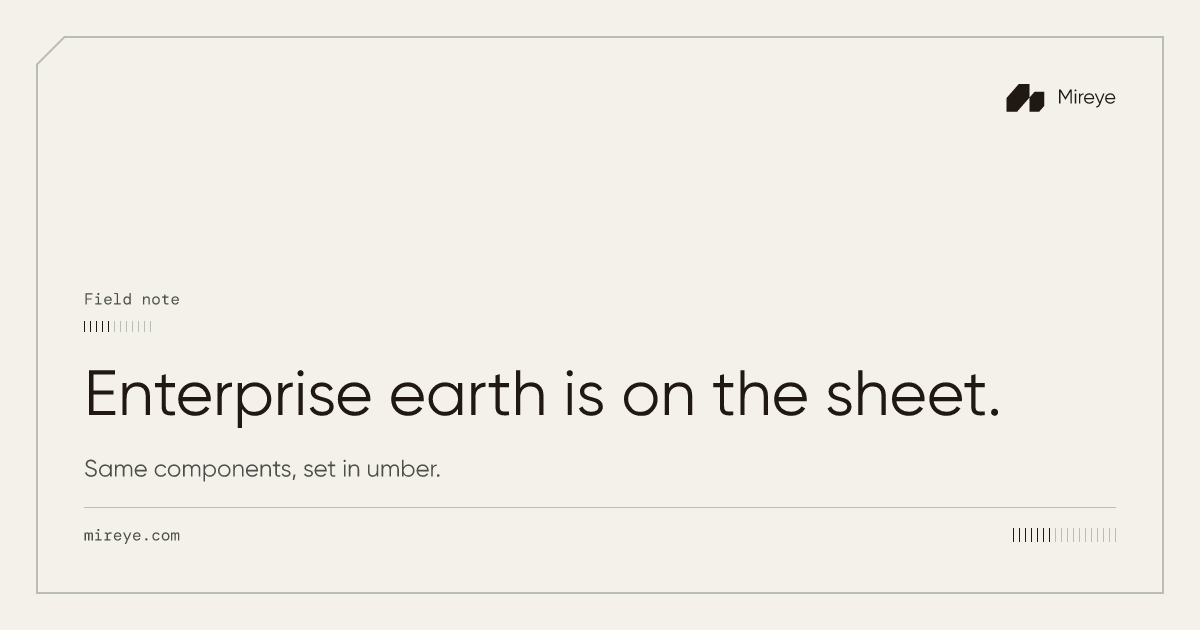 Mireye
Field note
Enterprise earth is on the sheet.
Same components, set in umber.
mireye.com